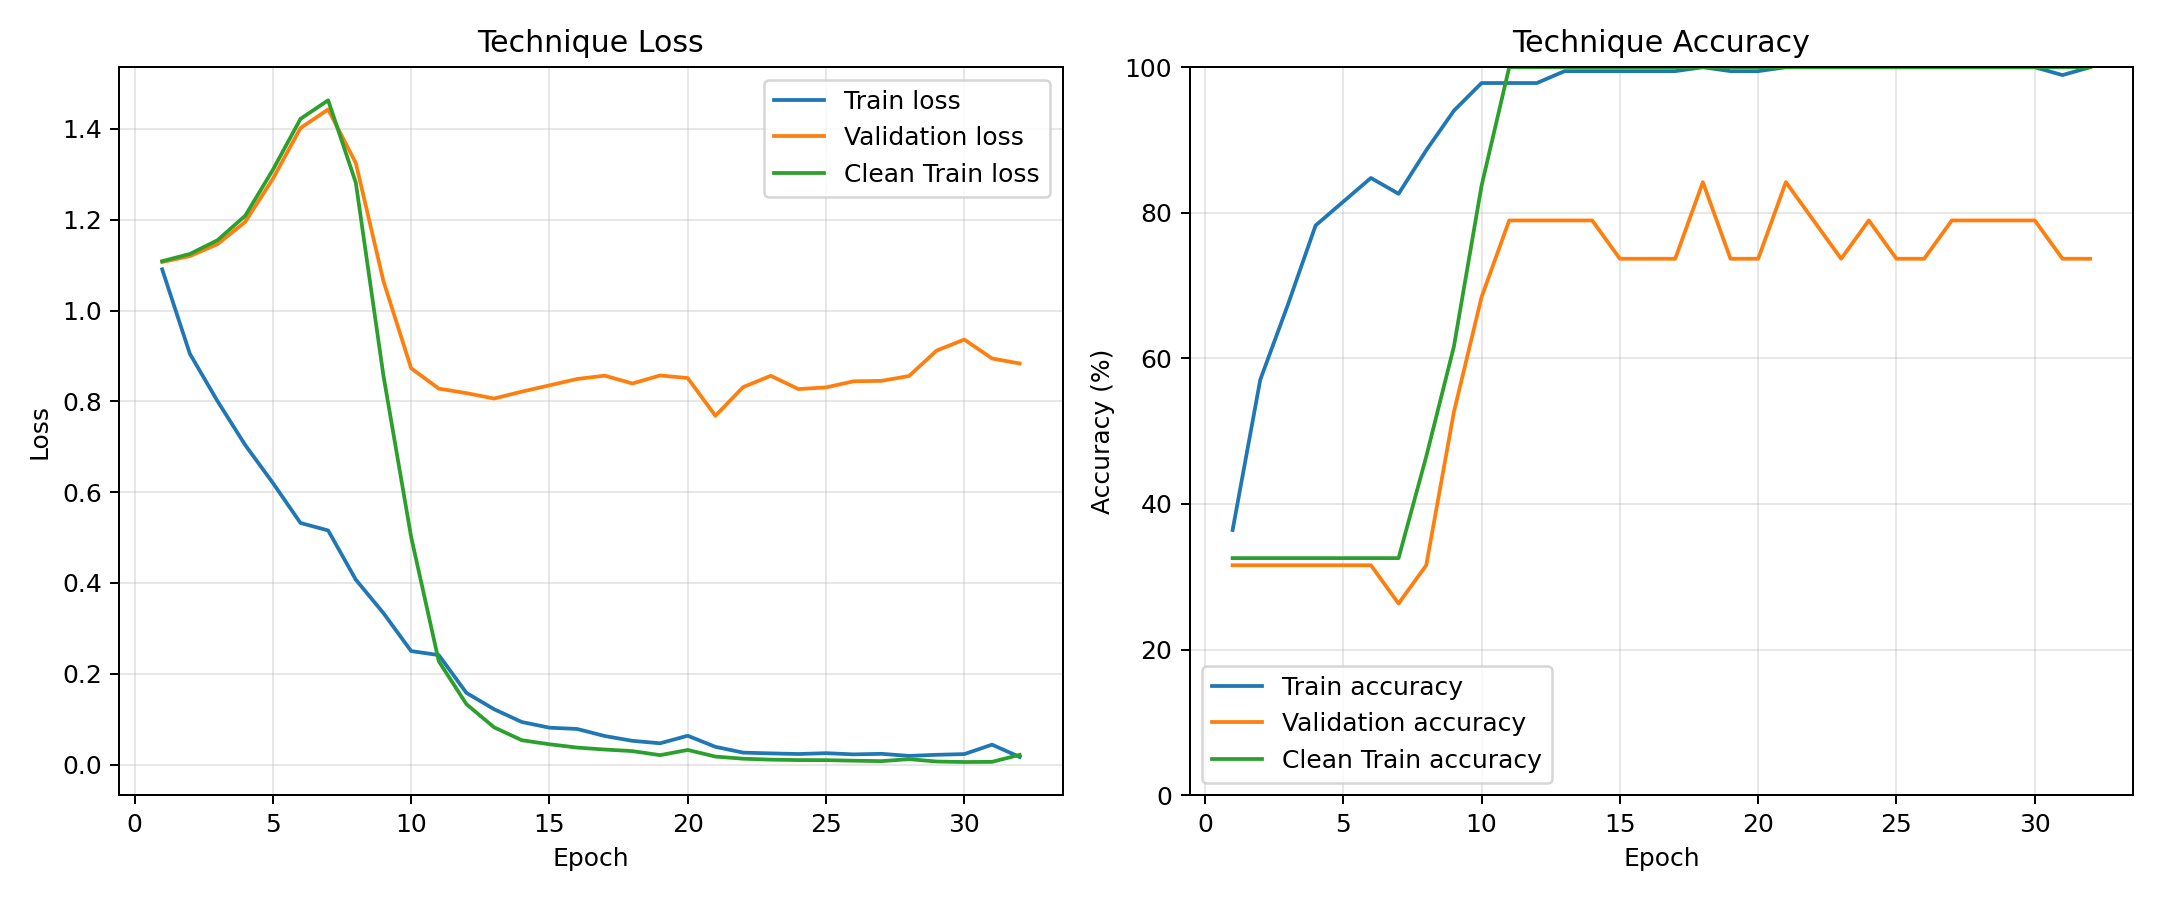 Technique Loss
Train loss
Validation loss
Clean Train loss
1.4
1.2
1.0
0.8
0.6
0.4
0.2
0.0
Loss
0 5 10 15 20 25 30
Epoch
Technique Accuracy
100
80
60
40
20
0
Accuracy (%)
Train accuracy
Validation accuracy
Clean Train accuracy
0 5 10 15 20 25 30
Epoch